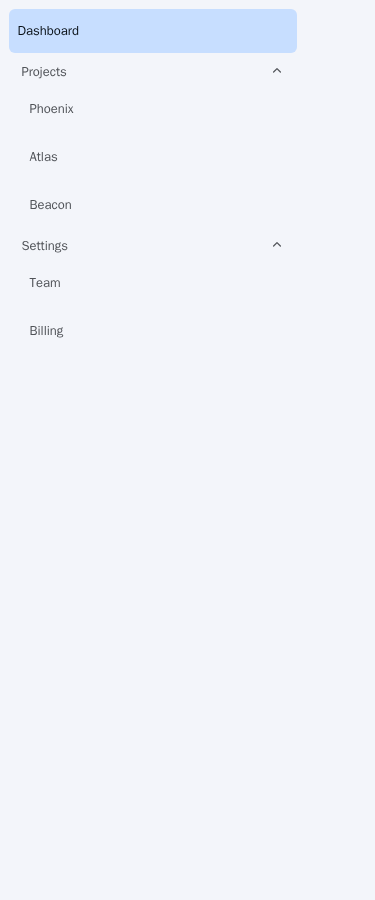 Dashboard
Projects
Phoenix
Atlas
Beacon
Settings
Team
Billing